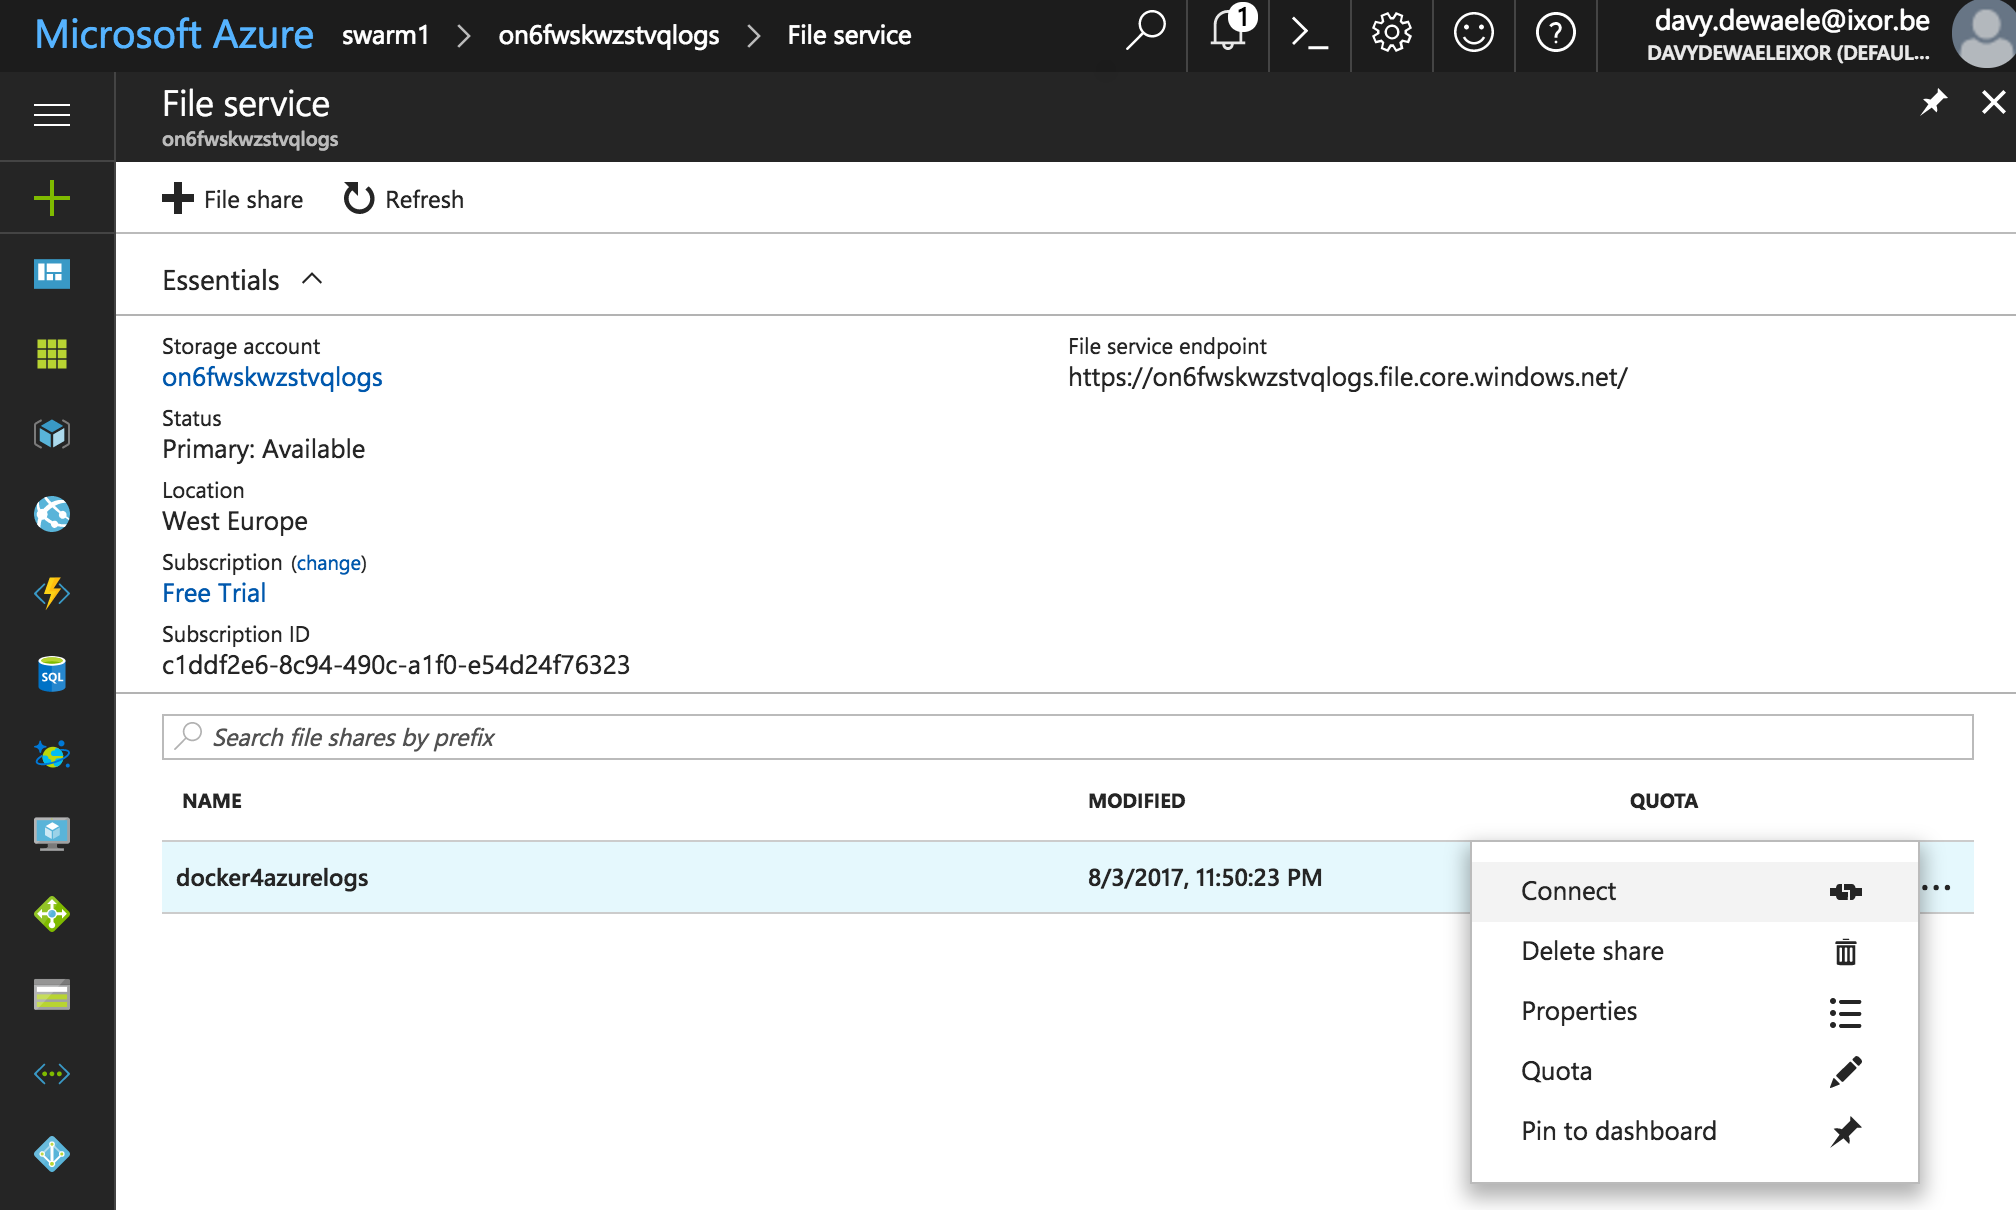 Microsoft Azure swarm1 > on6fwskwzstvqlogs > File service 1 >_ ? davy.dewaele@ixor.be
DAVYDEWAELEIXOR (DEFAUL...
File service
on6fwskwzstvqlogs
File share Refresh
Essentials
Storage account
on6fwskwzstvqlogs
File service endpoint
https://on6fwskwzstvqlogs.file.core.windows.net/
Status
Primary: Available
Location
West Europe
Subscription (change)
Free Trial
Subscription ID
c1ddf2e6-8c94-490c-a1f0-e54d24f76323
Search file shares by prefix
NAME MODIFIED QUOTA
docker4azurelogs 8/3/2017, 11:50:23 PM ...
Connect
Delete share
Properties
Quota
Pin to dashboard
SQL